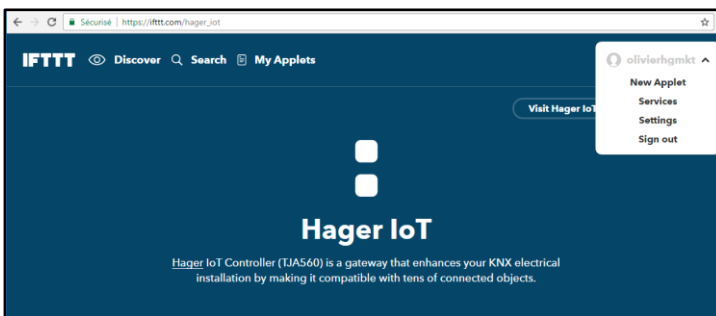 Sécurisé | https://ifttt.com/hager_iot
IFTTT Discover Search My Applets
olivierhgmkt
New Applet
Services
Settings
Sign out
Visit Hager IoT
Hager IoT
Hager IoT Controller (TJA560) is a gateway that enhances your KNX electrical
installation by making it compatible with tens of connected objects.